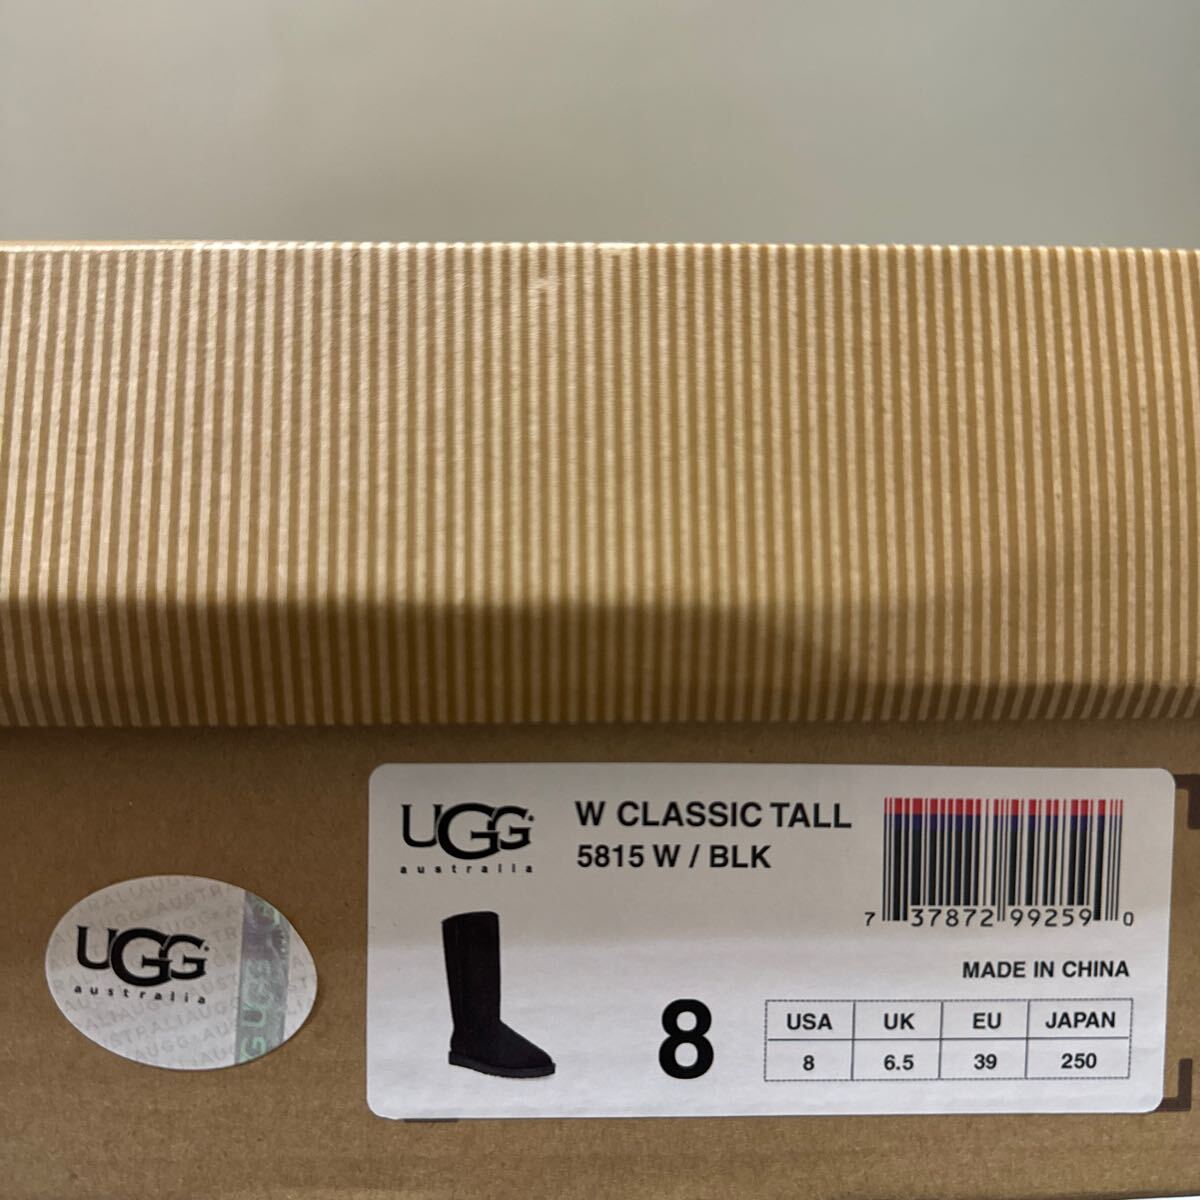 UGG
australia
W CLASSIC TALL
5815 W / BLK
7 37872 99259 0
MADE IN CHINA
8
USA UK EU JAPAN
8 6.5 39 250
UGG
australia